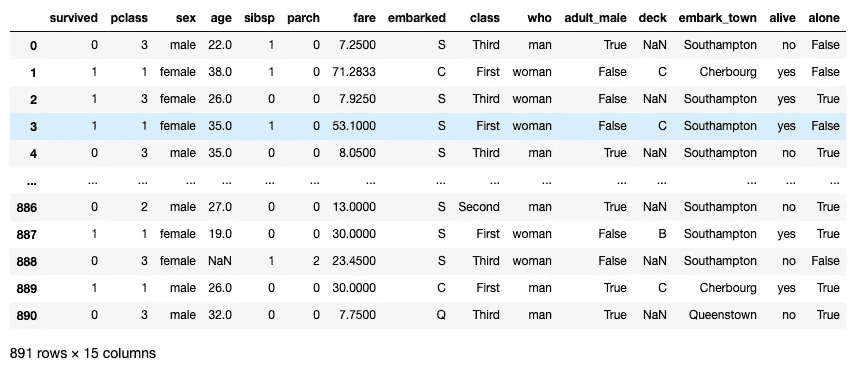 survived pclass sex age sibsp parch fare embarked class who adult_male deck embark_town alive alone
0 0 3 male 22.0 1 0 7.2500 S Third man True NaN Southampton no False
1 1 1 female 38.0 1 0 71.2833 C First woman False C Cherbourg yes False
2 1 3 female 26.0 0 0 7.9250 S Third woman False NaN Southampton yes True
3 1 1 female 35.0 1 0 53.1000 S First woman False C Southampton yes False
4 0 3 male 35.0 0 0 8.0500 S Third man True NaN Southampton no True
... ... ... ... ... ... ... ... ... ... ... ... ... ... ... ...
886 0 2 male 27.0 0 0 13.0000 S Second man True NaN Southampton no True
887 1 1 female 19.0 0 0 30.0000 S First woman False B Southampton yes True
888 0 3 female NaN 1 2 23.4500 S Third woman False NaN Southampton no False
889 1 1 male 26.0 0 0 30.0000 C First man True C Cherbourg yes True
890 0 3 male 32.0 0 0 7.7500 Q Third man True NaN Queenstown no True
891 rows × 15 columns